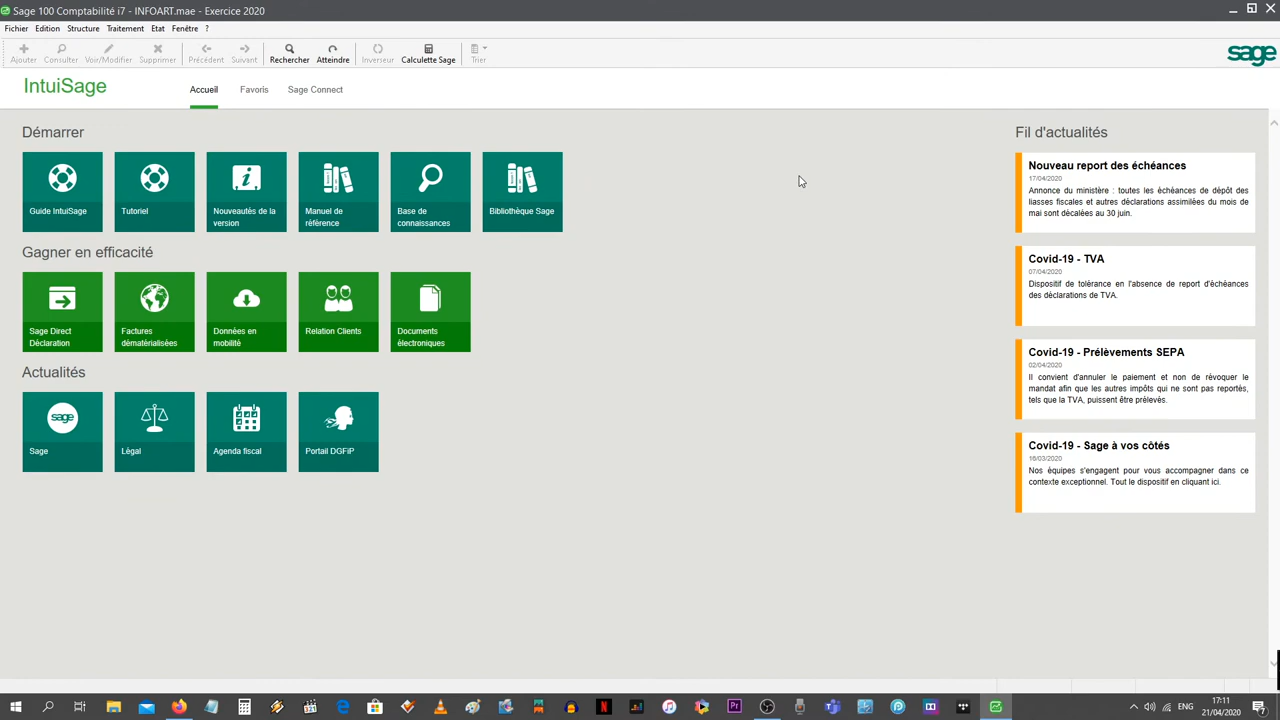 Sage 100 Comptabilité i7 - INFOART.mae - Exercice 2020
Fichier Edition Structure Traitement Etat Fenêtre ?
Ajouter Consulter Voir/Modifier Supprimer Précédent Suivant Rechercher Atteindre Inverseur Calculette Sage Trier
sage
IntuiSage Accueil Favoris Sage Connect
Démarrer
Guide IntuiSage
Tutoriel
Nouveautés de la
version
Manuel de
référence
Base de
connaissances
Bibliothèque Sage
Gagner en efficacité
Sage Direct
Déclaration
Factures
dématérialisées
Données en
mobilité
Relation Clients
Documents
électroniques
Actualités
sage
Sage
Légal
Agenda fiscal
Portail DGFiP
Fil d'actualités
Nouveau report des échéances
17/04/2020
Annonce du ministère : toutes les échéances de dépôt des
liasses fiscales et autres déclarations assimilées du mois de
mai sont décalées au 30 juin.
Covid-19 - TVA
07/04/2020
Dispositif de tolérance en l'absence de report d'échéances
des déclarations de TVA.
Covid-19 - Prélèvements SEPA
02/04/2020
Il convient d'annuler le paiement et non de révoquer le
mandat afin que les autres impôts qui ne sont pas reportés,
tels que la TVA, puissent être prélevés.
Covid-19 - Sage à vos côtés
16/03/2020
Nos équipes s'engagent pour vous accompagner dans ce
contexte exceptionnel. Tout le dispositif en cliquant ici.
ENG
17:11
21/04/2020